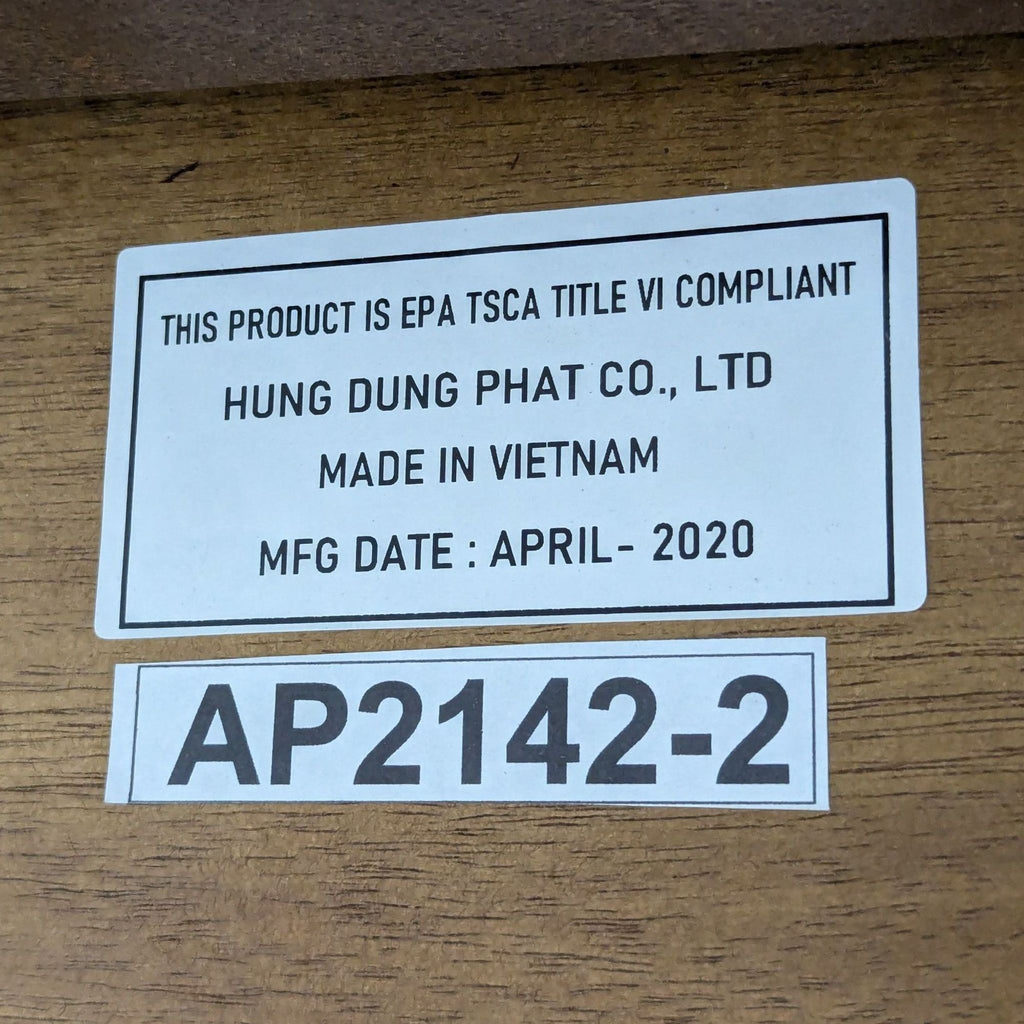 THIS PRODUCT IS EPA TSCA TITLE VI COMPLIANT
HUNG DUNG PHAT CO., LTD
MADE IN VIETNAM
MFG DATE : APRIL- 2020
AP2142-2